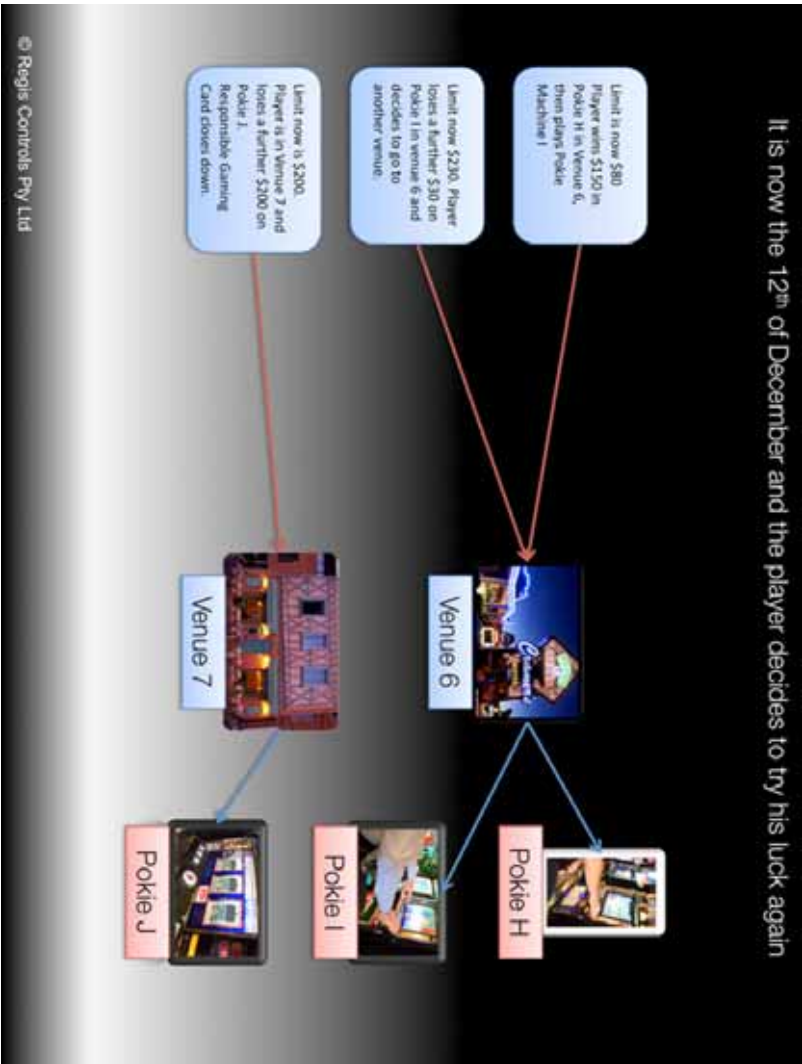 It is now the 12th of December and the player decides to try his luck again
Limit is now $80
Player wins $150 in
Pokie H in Venue 6,
then plays Pokie
Machine I
Limit now $230. Player
loses a further $30 on
Pokie I in venue 6 and
decides to go to
another venue.
Limit now is $200.
Player is in Venue 7 and
loses a further $200 on
Pokie J.
Responsible Gaming
Card closes down.
Venue 6
Venue 7
Pokie H
Pokie I
Pokie J
© Regis Controls Pty Ltd